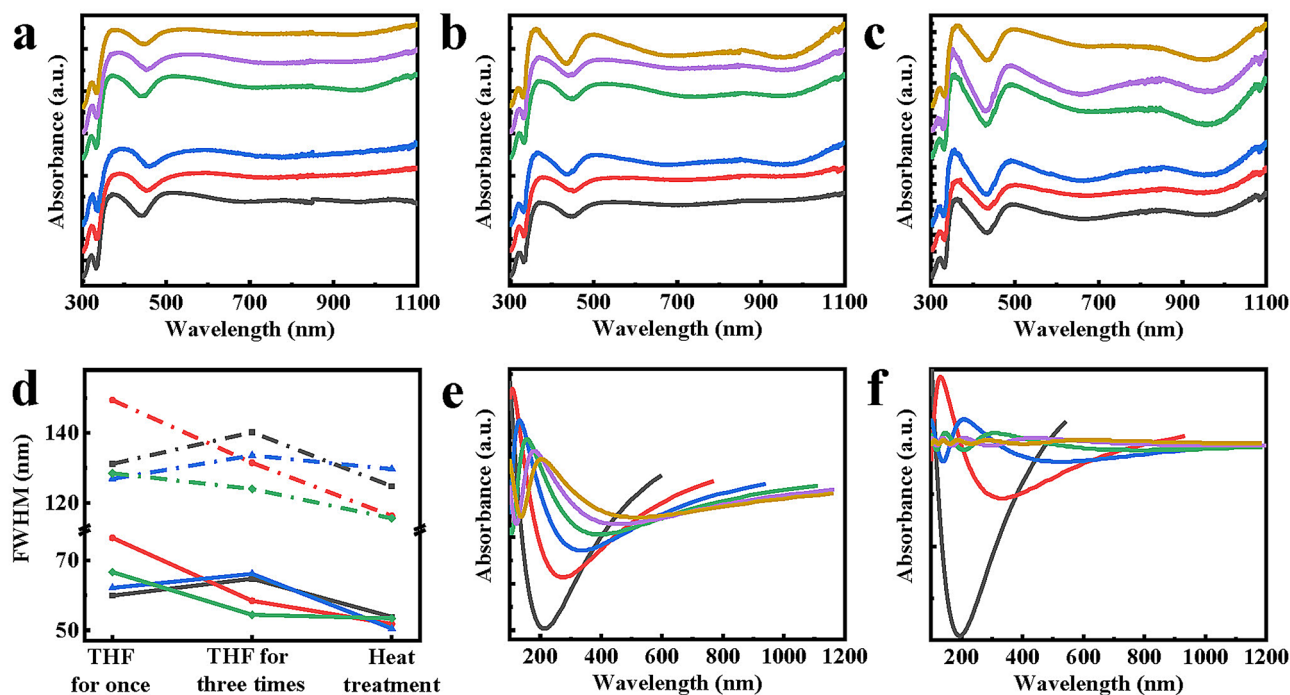 a
Absorbance (a.u.)
300 500 700 900 1100
Wavelength (nm)
b
Absorbance (a.u.)
300 500 700 900 1100
Wavelength (nm)
c
Absorbance (a.u.)
300 500 700 900 1100
Wavelength (nm)
d
FWHM (nm)
140
120
70
50
THF for once
THF for three times
Heat treatment
e
Absorbance (a.u.)
200 400 600 800 1000 1200
nm
f
Absorbance (a.u.)
200 400 600 800 1000 1200
nm